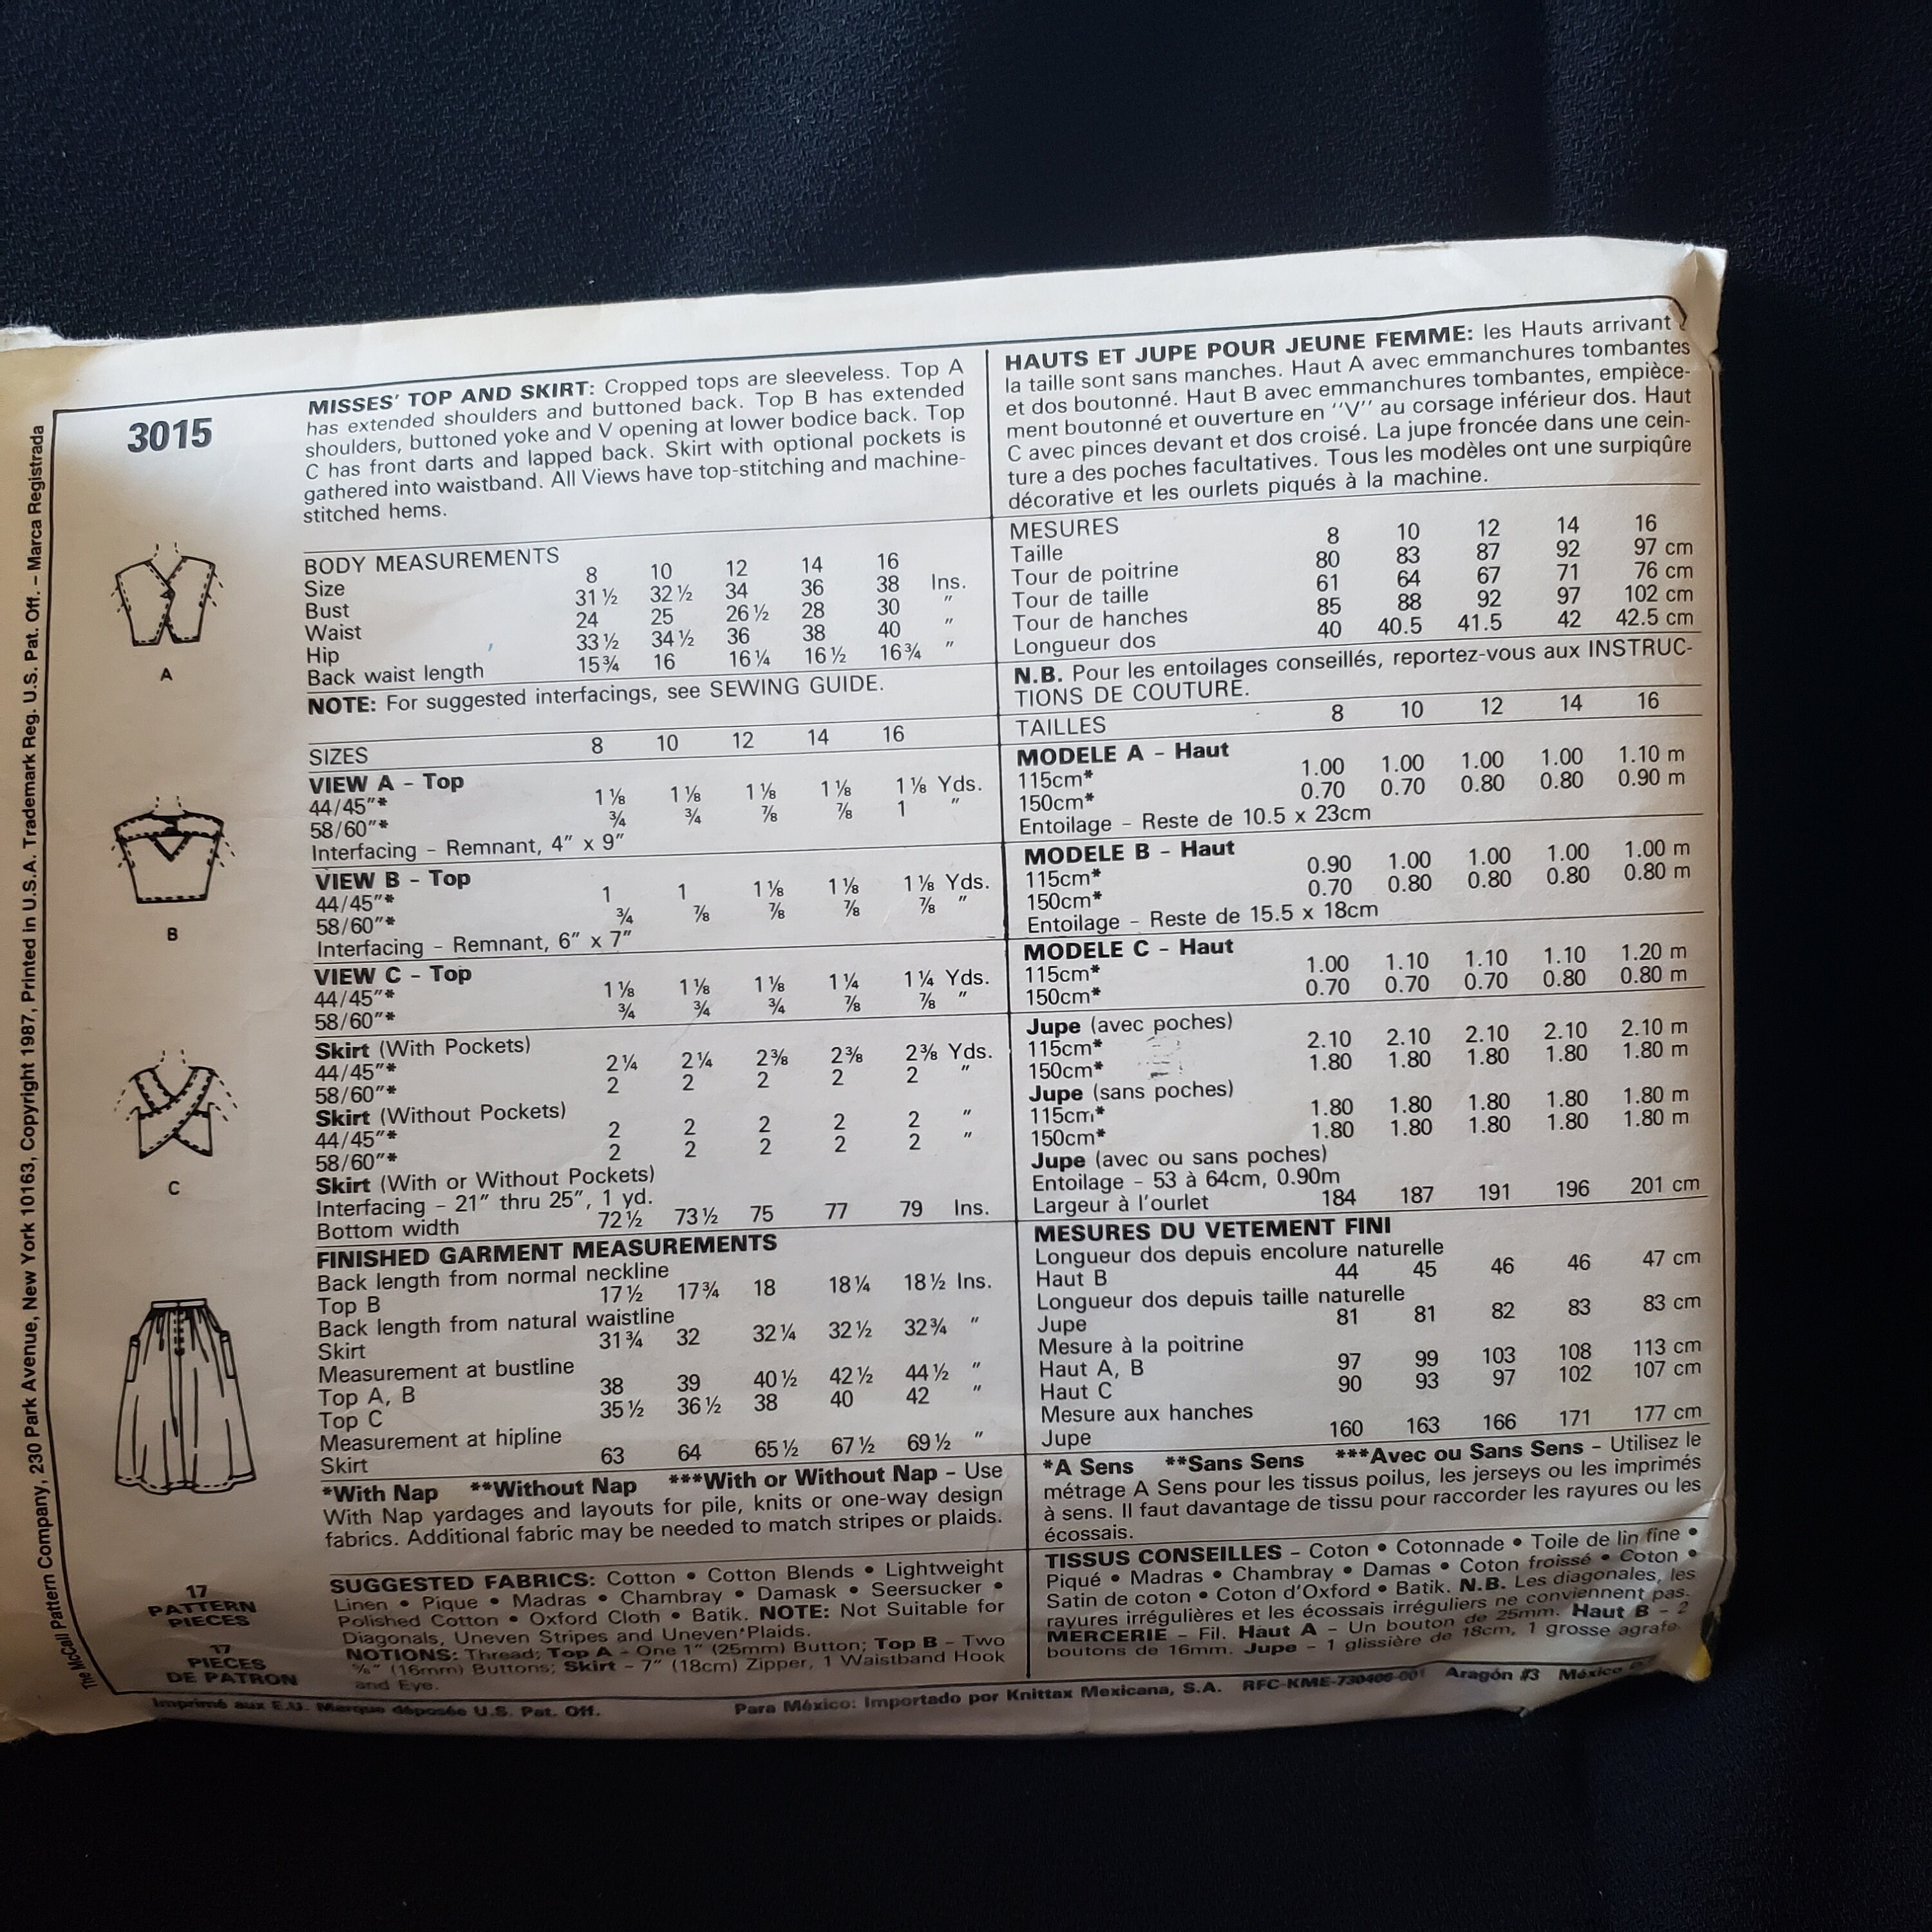 The McCall Pattern Company, 230 Park Avenue, New York 10163, Copyright 1987, Printed in U.S.A. Trademark Reg. U.S. Pat. Off. – Marca Registrada
3015
A
B
C
17
PATTERN
PIECES
17
PIECES
DE PATRON
MISSES' TOP AND SKIRT: Cropped tops are sleeveless. Top A
has extended shoulders and buttoned back. Top B has extended
shoulders, buttoned yoke and V opening at lower bodice back. Top
C has front darts and lapped back. Skirt with optional pockets is
gathered into waistband. All Views have top-stitching and machine-
stitched hems.
BODY MEASUREMENTS
Size 8 10 12 14 16
Bust 31½ 32½ 34 36 38 Ins.
Waist 24 25 26½ 28 30 "
Hip 33½ 34½ 36 38 40 "
Back waist length 15¾ 16 16¼ 16½ 16¾ "
NOTE: For suggested interfacings, see SEWING GUIDE.
SIZES 8 10 12 14 16
VIEW A – Top
44/45"* 1⅛ 1⅛ 1⅛ 1⅛ 1⅛ Yds.
58/60"* ¾ ¾ ⅞ ⅞ 1 "
Interfacing – Remnant, 4" x 9"
VIEW B – Top
44/45"* 1 1 1⅛ 1⅛ 1⅛ Yds.
58/60"* ¾ ⅞ ⅞ ⅞ ⅞ "
Interfacing – Remnant, 6" x 7"
VIEW C – Top
44/45"* 1⅛ 1⅛ 1⅛ 1¼ 1¼ Yds.
58/60"* ¾ ¾ ¾ ⅞ ⅞ "
Skirt (With Pockets)
44/45"* 2¼ 2¼ 2⅜ 2⅜ 2⅜ Yds.
58/60"* 2 2 2 2 2 "
Skirt (Without Pockets)
44/45"* 2 2 2 2 2 "
58/60"* 2 2 2 2 2 "
Skirt (With or Without Pockets)
Interfacing – 21" thru 25", 1 yd.
Bottom width 72½ 73½ 75 77 79 Ins.
FINISHED GARMENT MEASUREMENTS
Back length from normal neckline
Top B 17½ 17¾ 18 18¼ 18½ Ins.
Back length from natural waistline
Skirt 31¾ 32 32¼ 32½ 32¾ "
Measurement at bustline
Top A, B 38 39 40½ 42½ 44½ "
Top C 35½ 36½ 38 40 42 "
Measurement at hipline
Skirt 63 64 65½ 67½ 69½ "
*With Nap **Without Nap ***With or Without Nap – Use
With Nap yardages and layouts for pile, knits or one-way design
fabrics. Additional fabric may be needed to match stripes or plaids.
SUGGESTED FABRICS: Cotton • Cotton Blends • Lightweight
Linen • Pique • Madras • Chambray • Damask • Seersucker •
Polished Cotton • Oxford Cloth • Batik. NOTE: Not Suitable for
Diagonals, Uneven Stripes and Uneven Plaids.
NOTIONS: Thread; Top A – One 1" (25mm) Button; Top B – Two
⅝" (16mm) Buttons; Skirt – 7" (18cm) Zipper, 1 Waistband Hook
and Eye.
HAUTS ET JUPE POUR JEUNE FEMME: les Hauts arrivant
la taille sont sans manches. Haut A avec emmanchures tombantes
et dos boutonné. Haut B avec emmanchures tombantes, empièce-
ment boutonné et ouverture en "V" au corsage inférieur dos. Haut
C avec pinces devant et dos croisé. La jupe froncée dans une cein-
ture a des poches facultatives. Tous les modèles ont une surpiqûre
décorative et les ourlets piqués à la machine.
MESURES
Taille 8 10 12 14 16
Tour de poitrine 80 83 87 92 97 cm
Tour de taille 61 64 67 71 76 cm
Tour de hanches 85 88 92 97 102 cm
Longueur dos 40 40.5 41.5 42 42.5 cm
N.B. Pour les entoilages conseillés, reportez-vous aux INSTRUC-
TIONS DE COUTURE.
TAILLES 8 10 12 14 16
MODELE A – Haut
115cm* 1.00 1.00 1.00 1.00 1.10 m
150cm* 0.70 0.70 0.80 0.80 0.90 m
Entoilage – Reste de 10.5 x 23cm
MODELE B – Haut
115cm* 0.90 1.00 1.00 1.00 1.00 m
150cm* 0.70 0.80 0.80 0.80 0.80 m
Entoilage – Reste de 15.5 x 18cm
MODELE C – Haut
115cm* 1.00 1.10 1.10 1.10 1.20 m
150cm* 0.70 0.70 0.70 0.80 0.80 m
Jupe (avec poches)
115cm* 2.10 2.10 2.10 2.10 2.10 m
150cm* 1.80 1.80 1.80 1.80 1.80 m
Jupe (sans poches)
115cm* 1.80 1.80 1.80 1.80 1.80 m
150cm* 1.80 1.80 1.80 1.80 1.80 m
Jupe (avec ou sans poches)
Entoilage – 53 à 64cm, 0.90m
Largeur à l'ourlet 184 187 191 196 201 cm
MESURES DU VETEMENT FINI
Longueur dos depuis encolure naturelle
Haut B 44 45 46 46 47 cm
Longueur dos depuis taille naturelle
Jupe 81 81 82 83 83 cm
Mesure à la poitrine
Haut A, B 97 99 103 108 113 cm
Haut C 90 93 97 102 107 cm
Mesure aux hanches
Jupe 160 163 166 171 177 cm
*A Sens **Sans Sens ***Avec ou Sans Sens – Utilisez le
métrage A Sens pour les tissus poilus, les jerseys ou les imprimés
à sens. Il faut davantage de tissu pour raccorder les rayures ou les
écossais.
TISSUS CONSEILLES – Coton • Cotonnade • Toile de lin fine •
Piqué • Madras • Chambray • Damas • Coton froissé • Coton •
Satin de coton • Coton d'Oxford • Batik. N.B. Les diagonales, les
rayures irrégulières et les écossais irréguliers ne conviennent pas.
MERCERIE – Fil. Haut A – Un bouton de 25mm. Haut B – 2
boutons de 16mm. Jupe – 1 glissière de 18cm, 1 grosse agrafe.
Imprimé aux E.U. Marque déposée U.S. Pat. Off.
Para México: Importado por Knittax Mexicana, S.A. RFC-KME-730406-001 Aragón #3 México